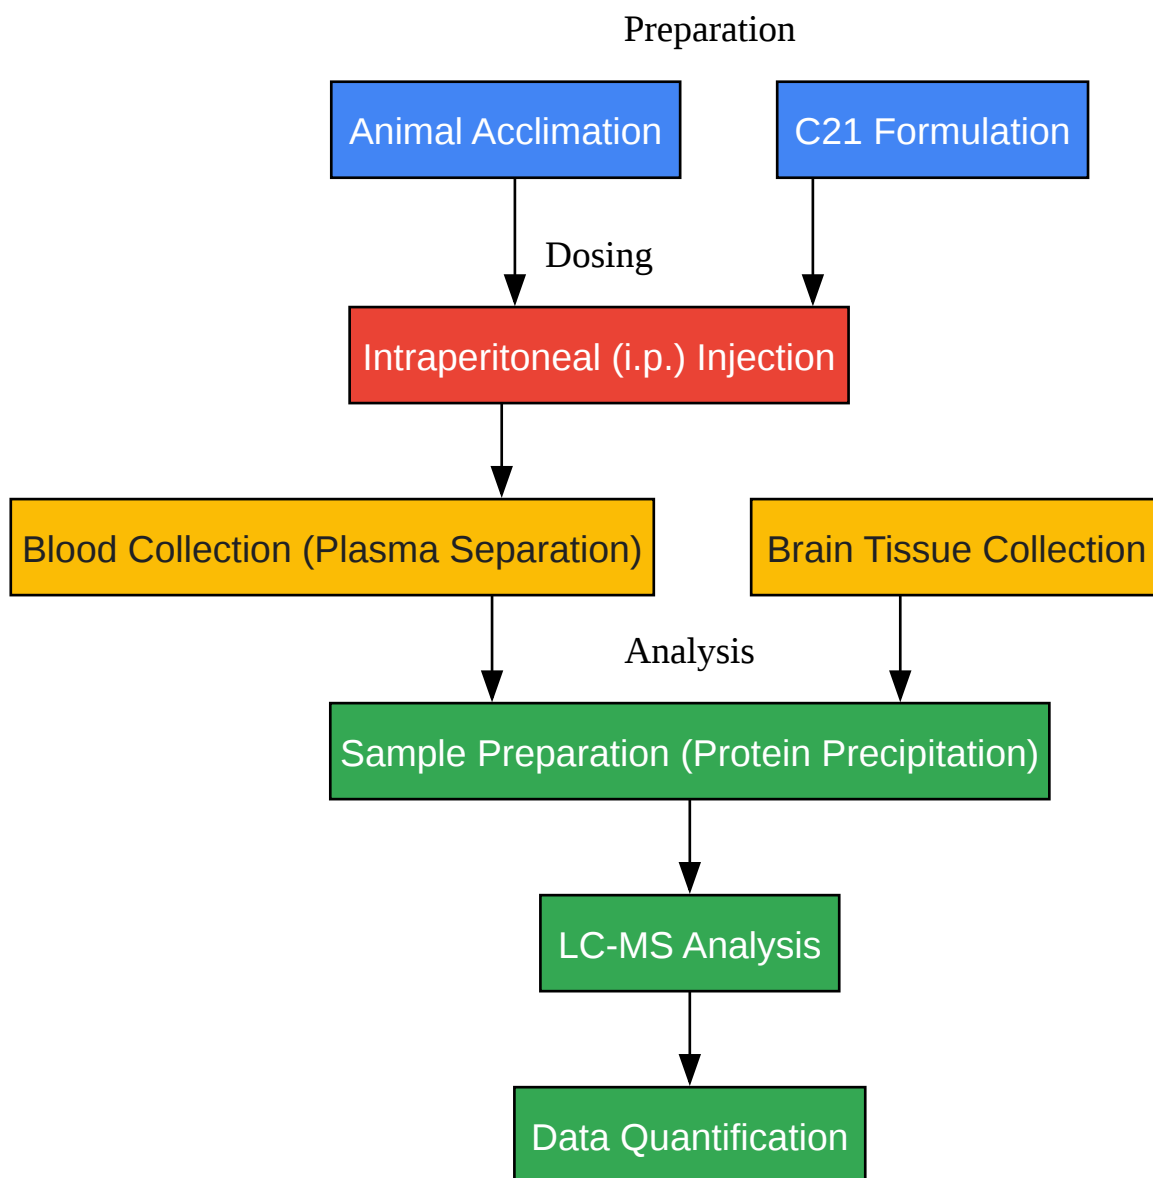 Preparation
Animal Acclimation
C21 Formulation
Dosing
Intraperitoneal (i.p.) Injection
Blood Collection (Plasma Separation)
Brain Tissue Collection
Analysis
Sample Preparation (Protein Precipitation)
LC-MS Analysis
Data Quantification